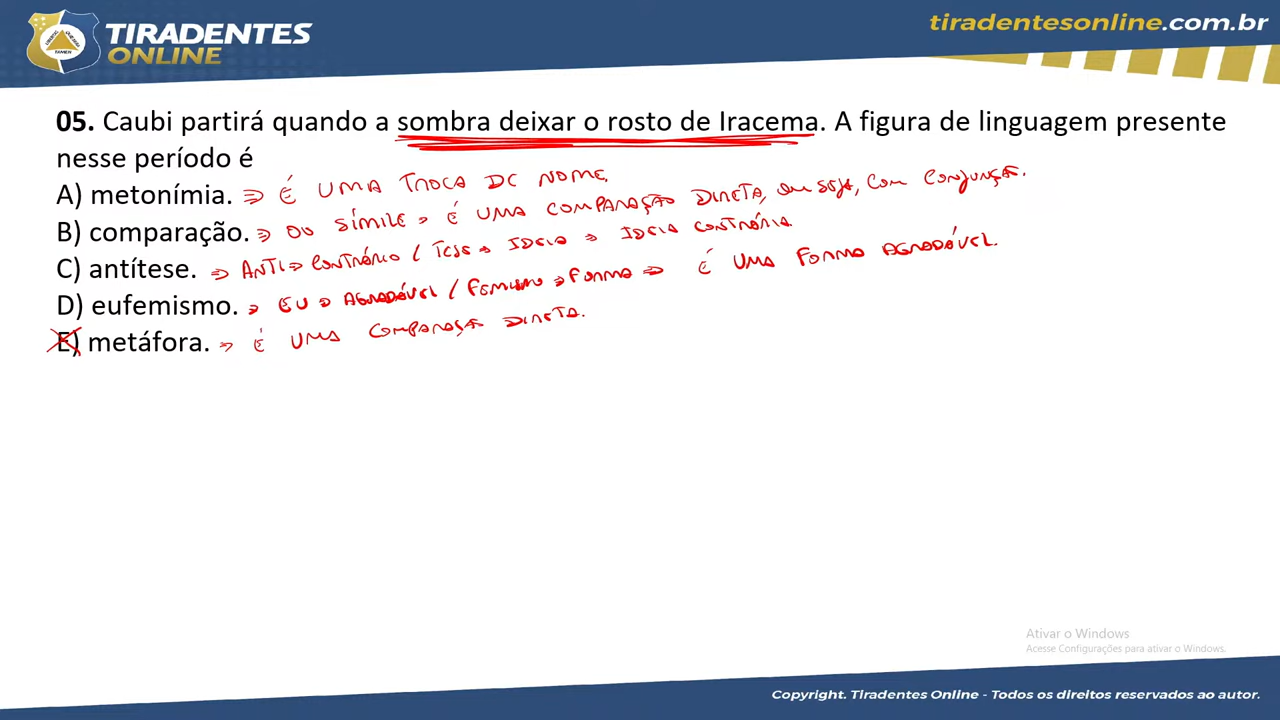 TIRADENTES
ONLINE
tiradentesonline.com.br
05. Caubi partirá quando a sombra deixar o rosto de Iracema. A figura de linguagem presente
nesse período é
A) metonímia. => É UMA TROCA DE NOME.
B) comparação. => OU SÍMILE => É UMA COMPARAÇÃO DIRETA, OU SEJA, COM CONJUNÇÃO.
C) antítese. => ANTI => CONTRÁRIO / TESE => IDEIA => IDEIA CONTRÁRIA
D) eufemismo. => EU => AGRADÁVEL / FEMISMO => FORMA => É UMA FORMA AGRADÁVEL.
E) metáfora. => É UMA COMPARAÇÃO DIRETA.
Ativar o Windows
Acesse Configurações para ativar o Windows.
Copyright. Tiradentes Online - Todos os direitos reservados ao autor.